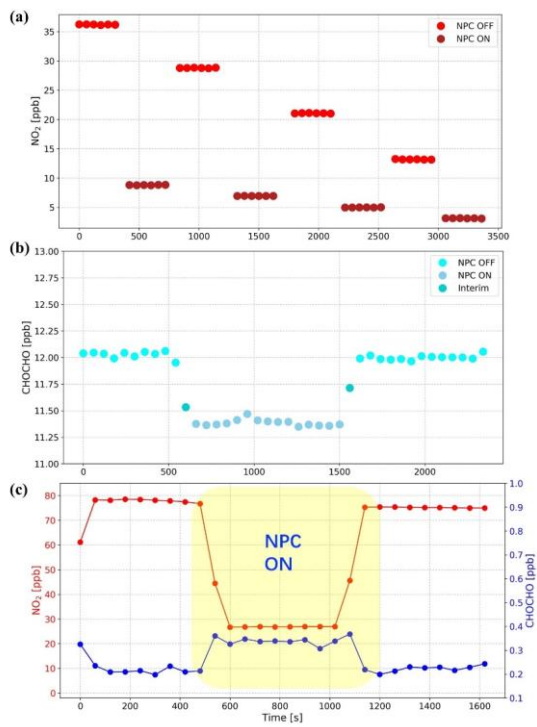 (a)
NPC OFF
NPC ON
NO₂ [ppb]
35
30
25
20
15
10
5
0 500 1000 1500 2000 2500 3000 3500
(b)
NPC OFF
NPC ON
Interim
CHOCHO [ppb]
13.00
12.75
12.50
12.25
12.00
11.75
11.50
11.25
11.00
0 500 1000 1500 2000
(c)
NO₂ [ppb]
80
70
60
50
40
30
20
10
0
NPC
ON
CHOCHO [ppb]
1.0
0.9
0.8
0.7
0.6
0.5
0.4
0.3
0.2
0.1
0 200 400 600 800 1000 1200 1400 1600
Time [s]